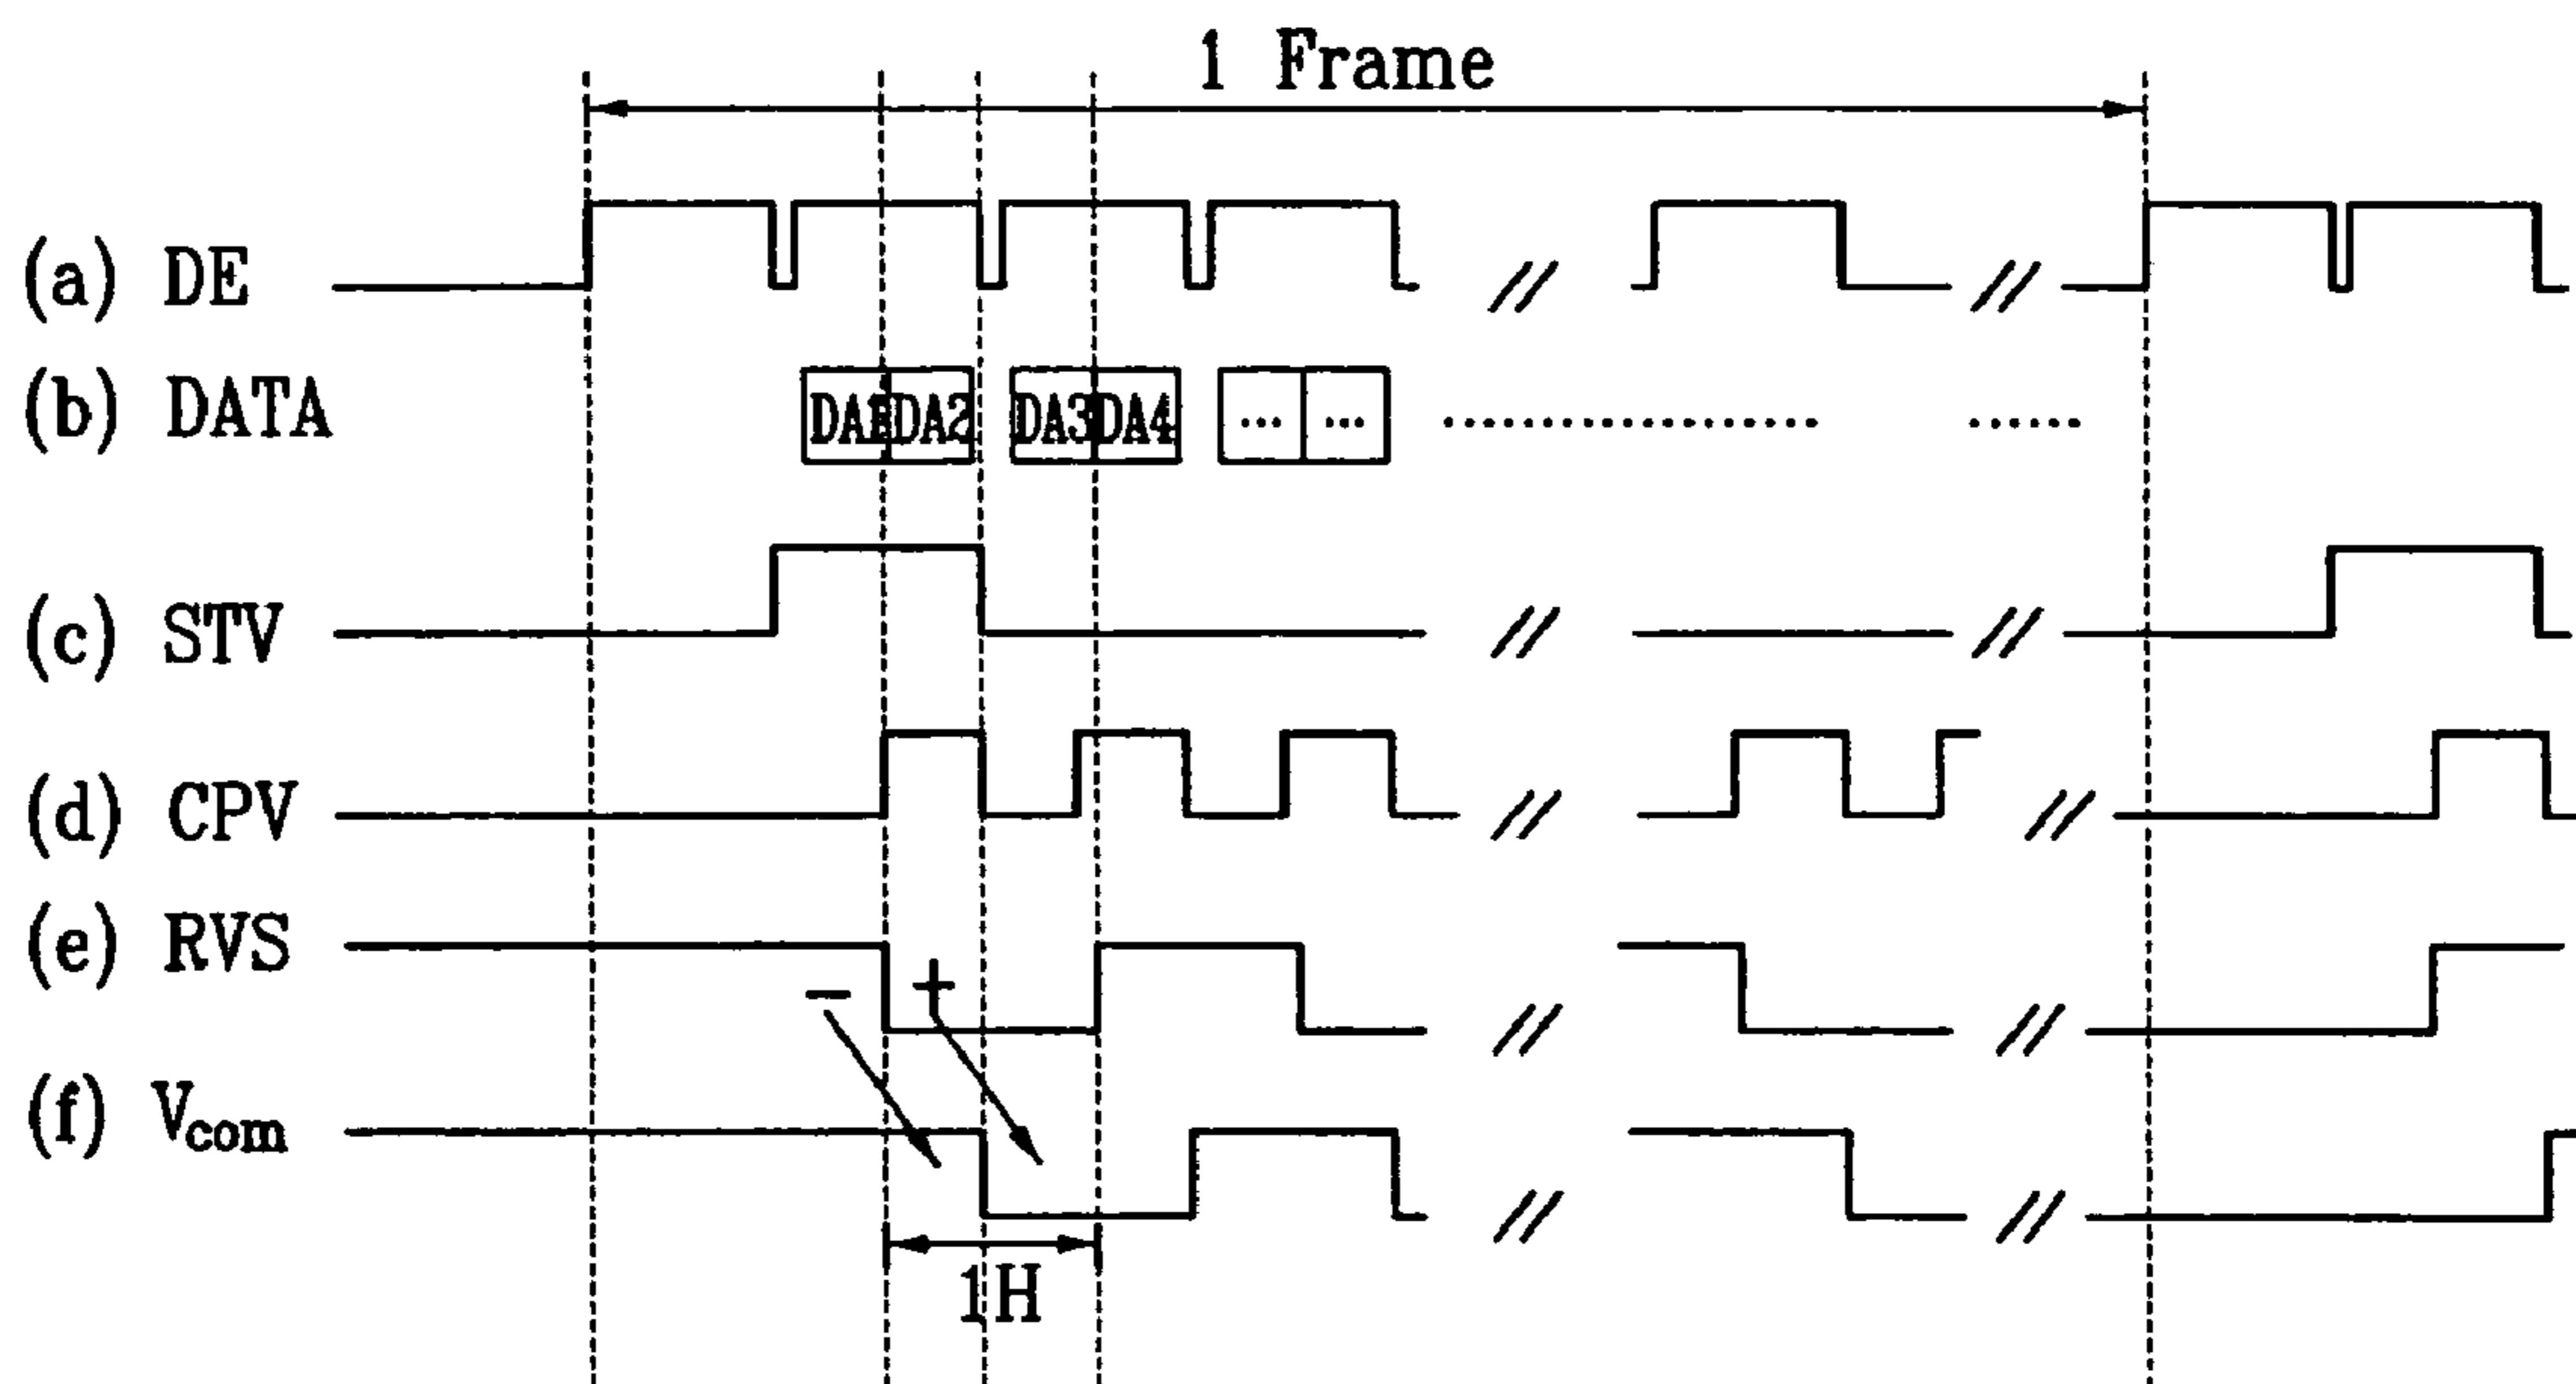 1 Frame
(a) DE
(b) DATA
DA1 DA2 DA3 DA4 ... ...
(c) STV
(d) CPV
(e) RVS
- +
(f) Vcom
1H